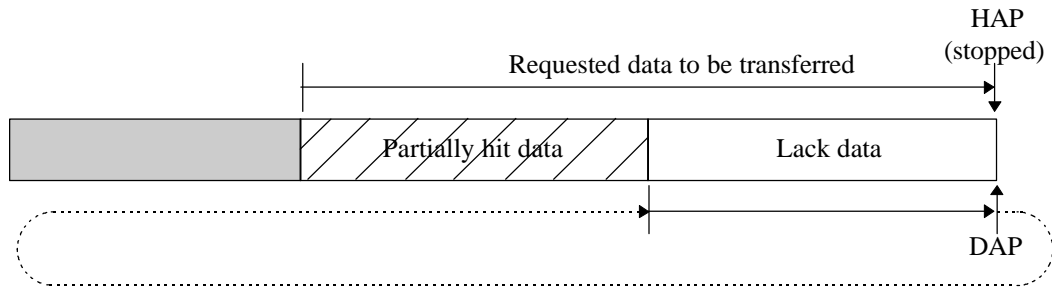 HAP
(stopped)
Requested data to be transferred
Partially hit data
Lack data
DAP